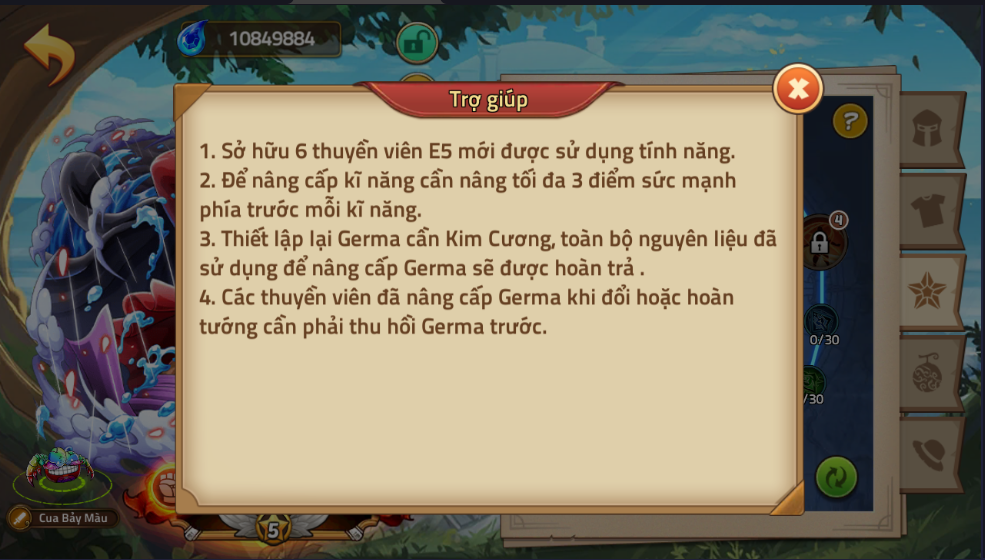 10849884
Trợ giúp
?
1. Sở hữu 6 thuyền viên E5 mới được sử dụng tính năng.
2. Để nâng cấp kĩ năng cần nâng tối đa 3 điểm sức mạnh
phía trước mỗi kĩ năng.
3. Thiết lập lại Germa cần Kim Cương, toàn bộ nguyên liệu đã
sử dụng để nâng cấp Germa sẽ được hoàn trả .
4. Các thuyền viên đã nâng cấp Germa khi đổi hoặc hoàn
tướng cần phải thu hồi Germa trước.
4
0/30
/30
Cua Bảy Màu
5